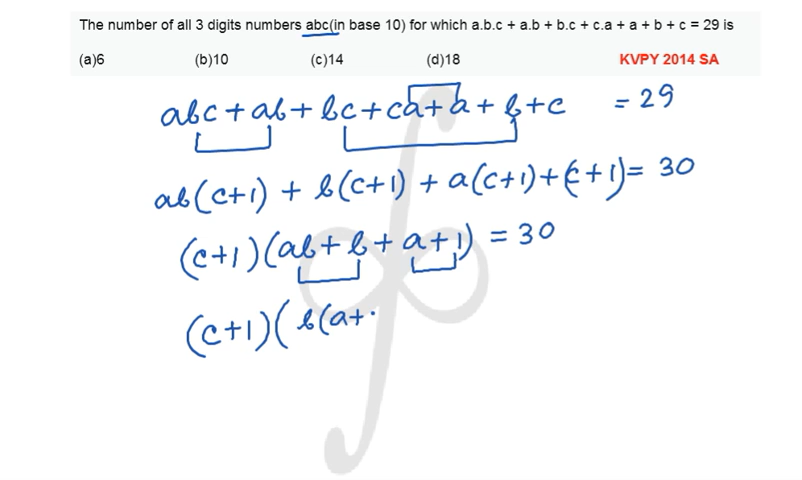 The number of all 3 digits numbers abc(in base 10) for which a.b.c + a.b + b.c + c.a + a + b + c = 29 is
(a)6 (b)10 (c)14 (d)18 KVPY 2014 SA
abc + ab + bc + ca + a + b + c = 29
ab(c+1) + b(c+1) + a(c+1) + (c+1) = 30
(c+1)(ab + b + a + 1) = 30
(c+1)( b(a+